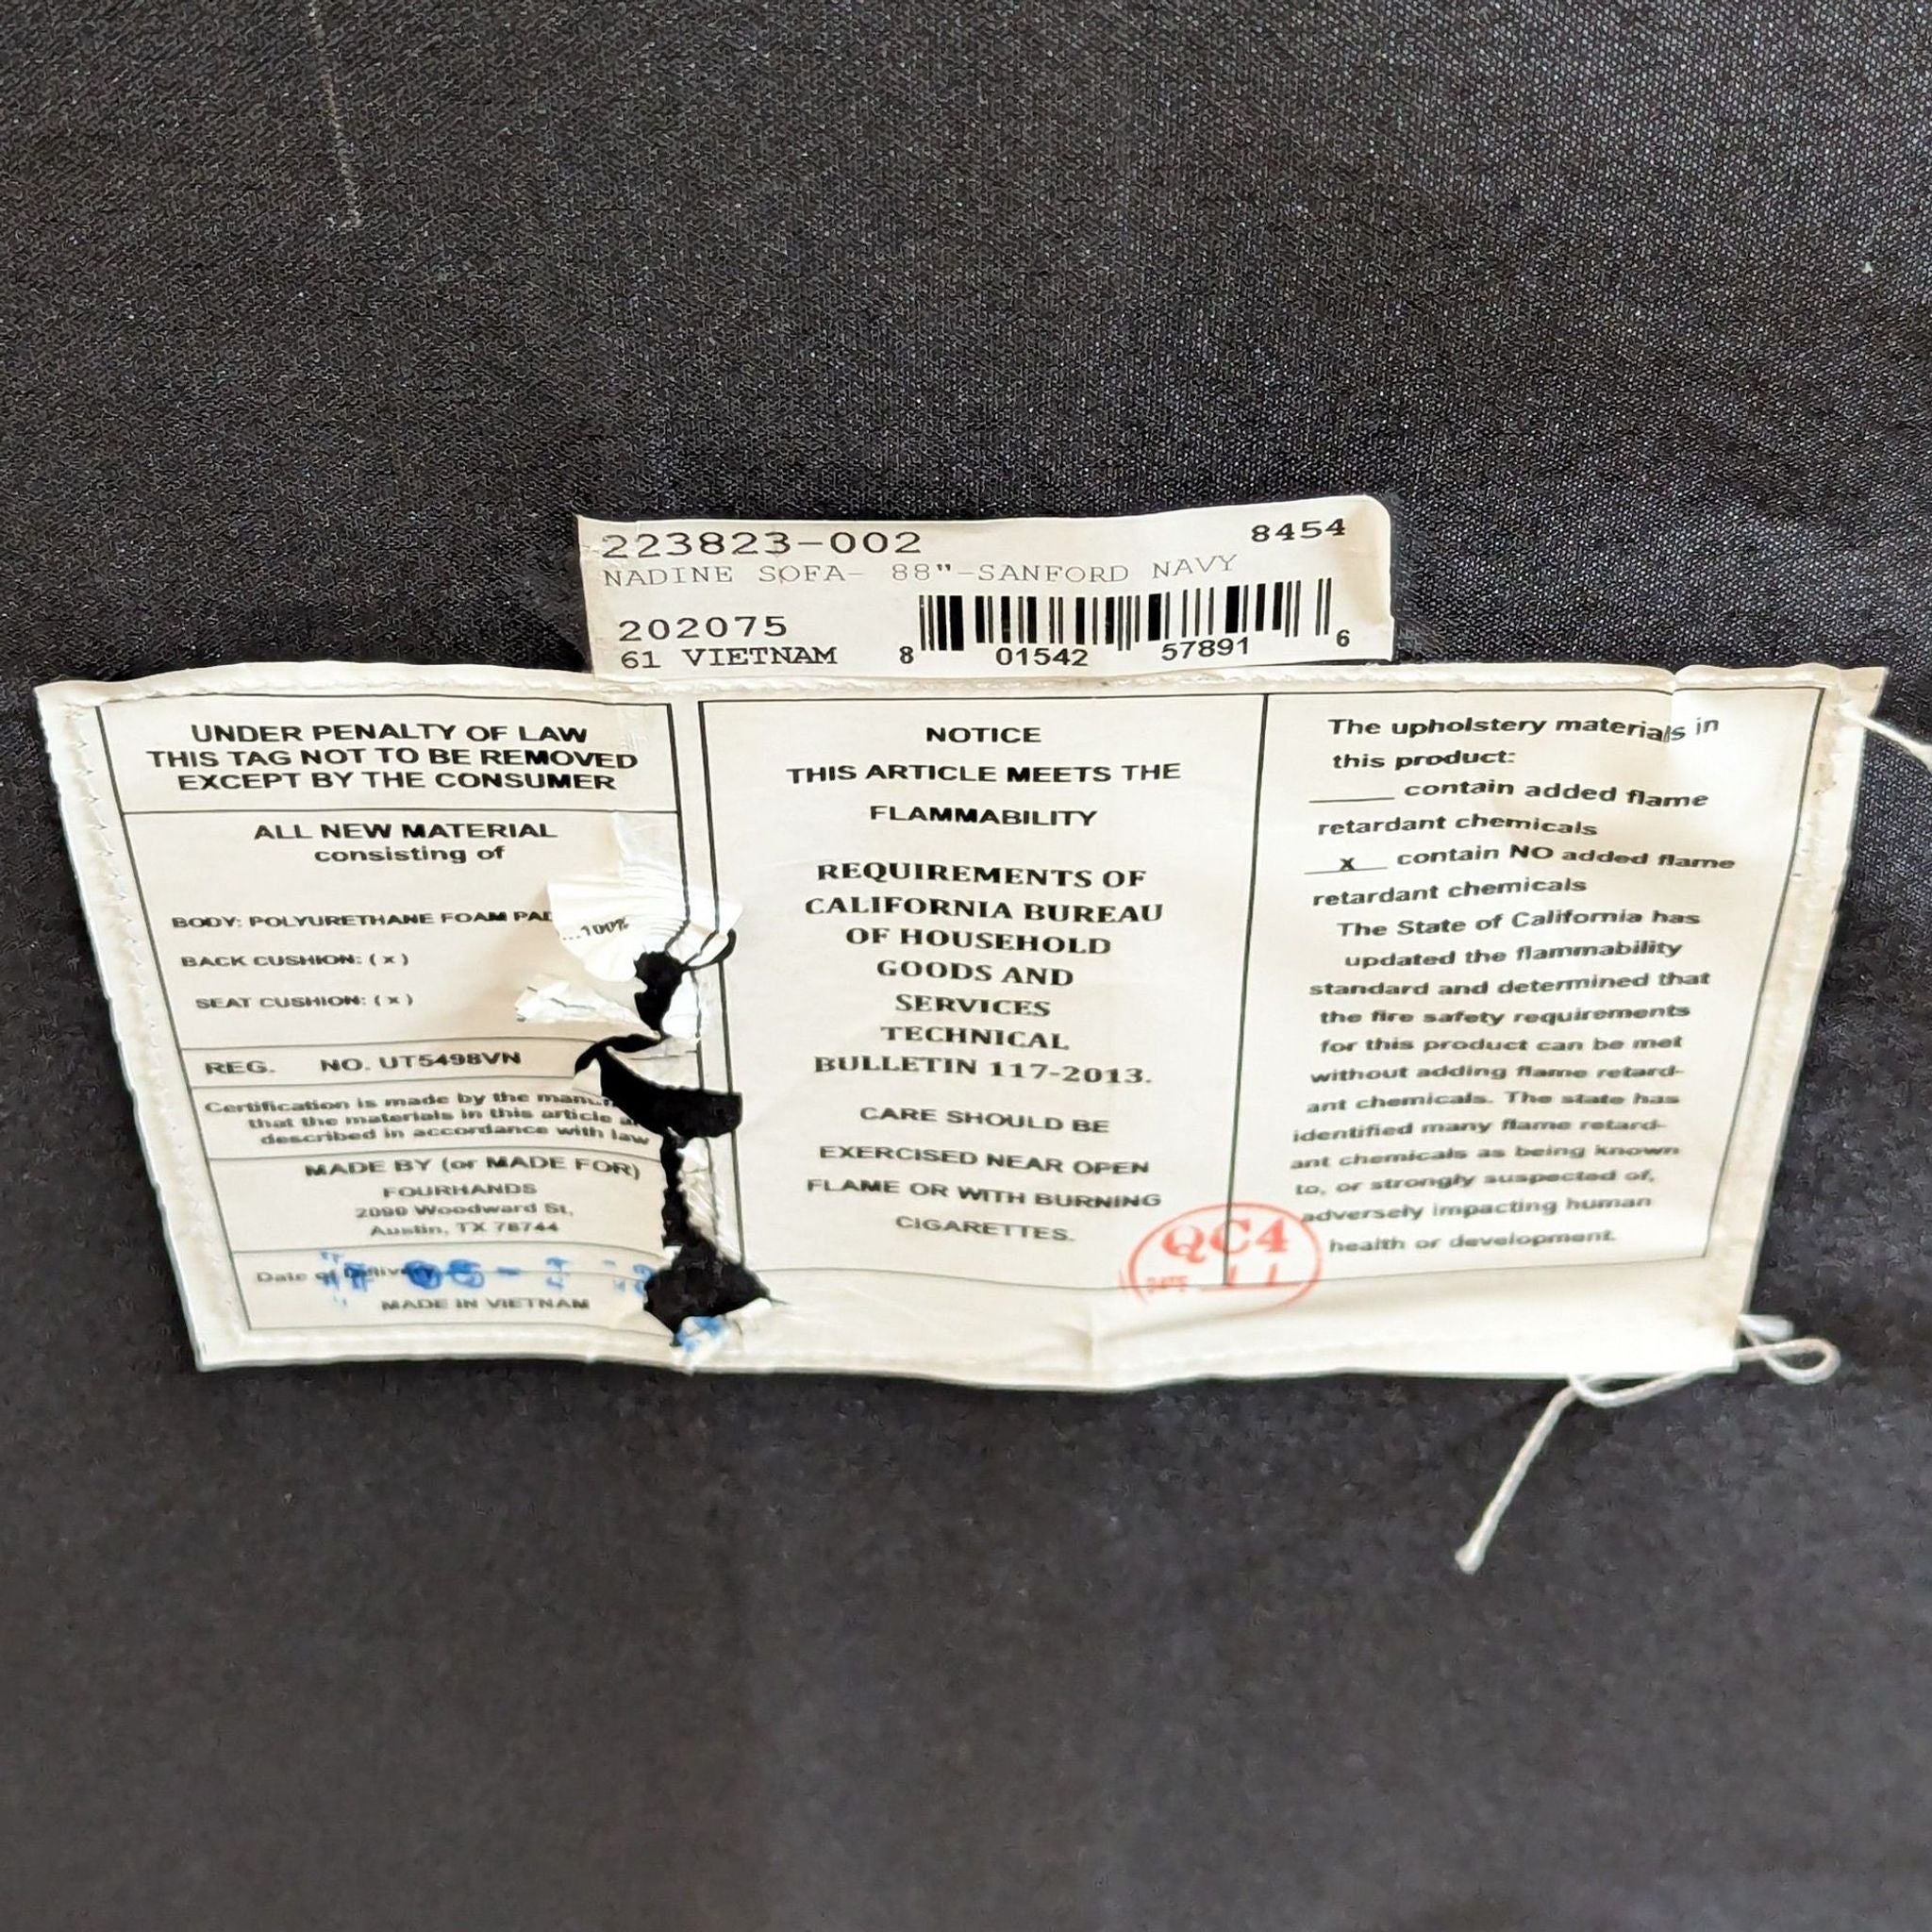 223823-002 8454
NADINE SOFA- 88"-SANFORD NAVY
202075
61 VIETNAM
8 01542 57891 6
UNDER PENALTY OF LAW
THIS TAG NOT TO BE REMOVED
EXCEPT BY THE CONSUMER
ALL NEW MATERIAL
consisting of
BODY: POLYURETHANE FOAM ...100%
BACK CUSHION: ( x )
SEAT CUSHION: ( x )
REG. NO. UT5498VN
Certification is made by the
that the materials in this article
described in accordance with law
MADE BY (or MADE FOR)
FOURHANDS
2090 Woodward St,
Austin, TX 78744
Date of
MADE IN VIETNAM
NOTICE
THIS ARTICLE MEETS THE
FLAMMABILITY
REQUIREMENTS OF
CALIFORNIA BUREAU
OF HOUSEHOLD
GOODS AND
SERVICES
TECHNICAL
BULLETIN 117-2013.
CARE SHOULD BE
EXERCISED NEAR OPEN
FLAME OR WITH BURNING
CIGARETTES.
QC4
The upholstery materials in
this product:
_____ contain added flame
retardant chemicals
__x__ contain NO added flame
retardant chemicals
The State of California has
updated the flammability
standard and determined that
the fire safety requirements
for this product can be met
without adding flame retard-
ant chemicals. The state has
identified many flame retard-
ant chemicals as being known
to, or strongly suspected of,
adversely impacting human
health or development.